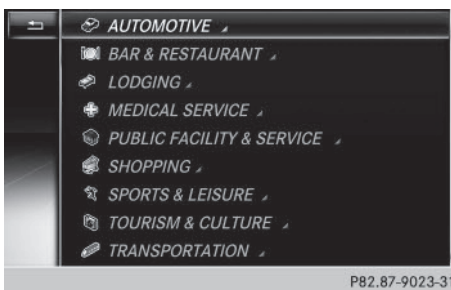 AUTOMOTIVE
BAR & RESTAURANT
LODGING
MEDICAL SERVICE
PUBLIC FACILITY & SERVICE
SHOPPING
SPORTS & LEISURE
TOURISM & CULTURE
TRANSPORTATION
P82.87-9023-31